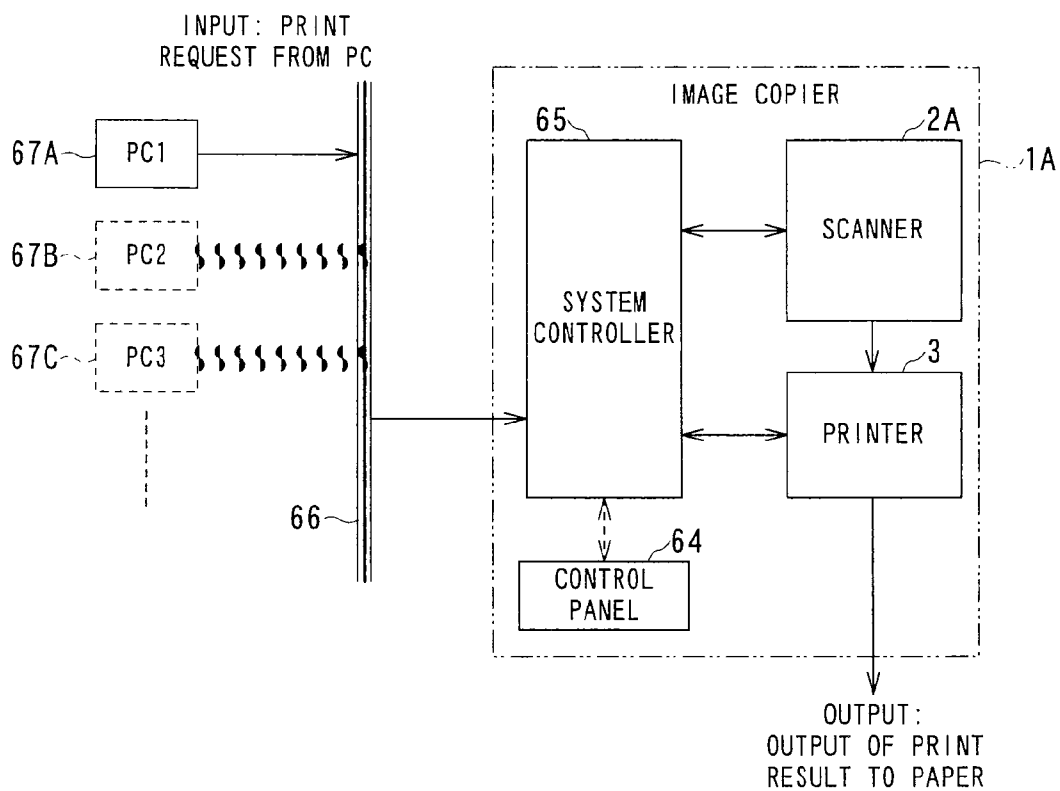 INPUT: PRINT
REQUEST FROM PC
IMAGE COPIER
65
2A
1A
67A
PC1
67B
PC2
SCANNER
SYSTEM
CONTROLLER
67C
PC3
3
PRINTER
66
64
CONTROL
PANEL
OUTPUT:
OUTPUT OF PRINT
RESULT TO PAPER